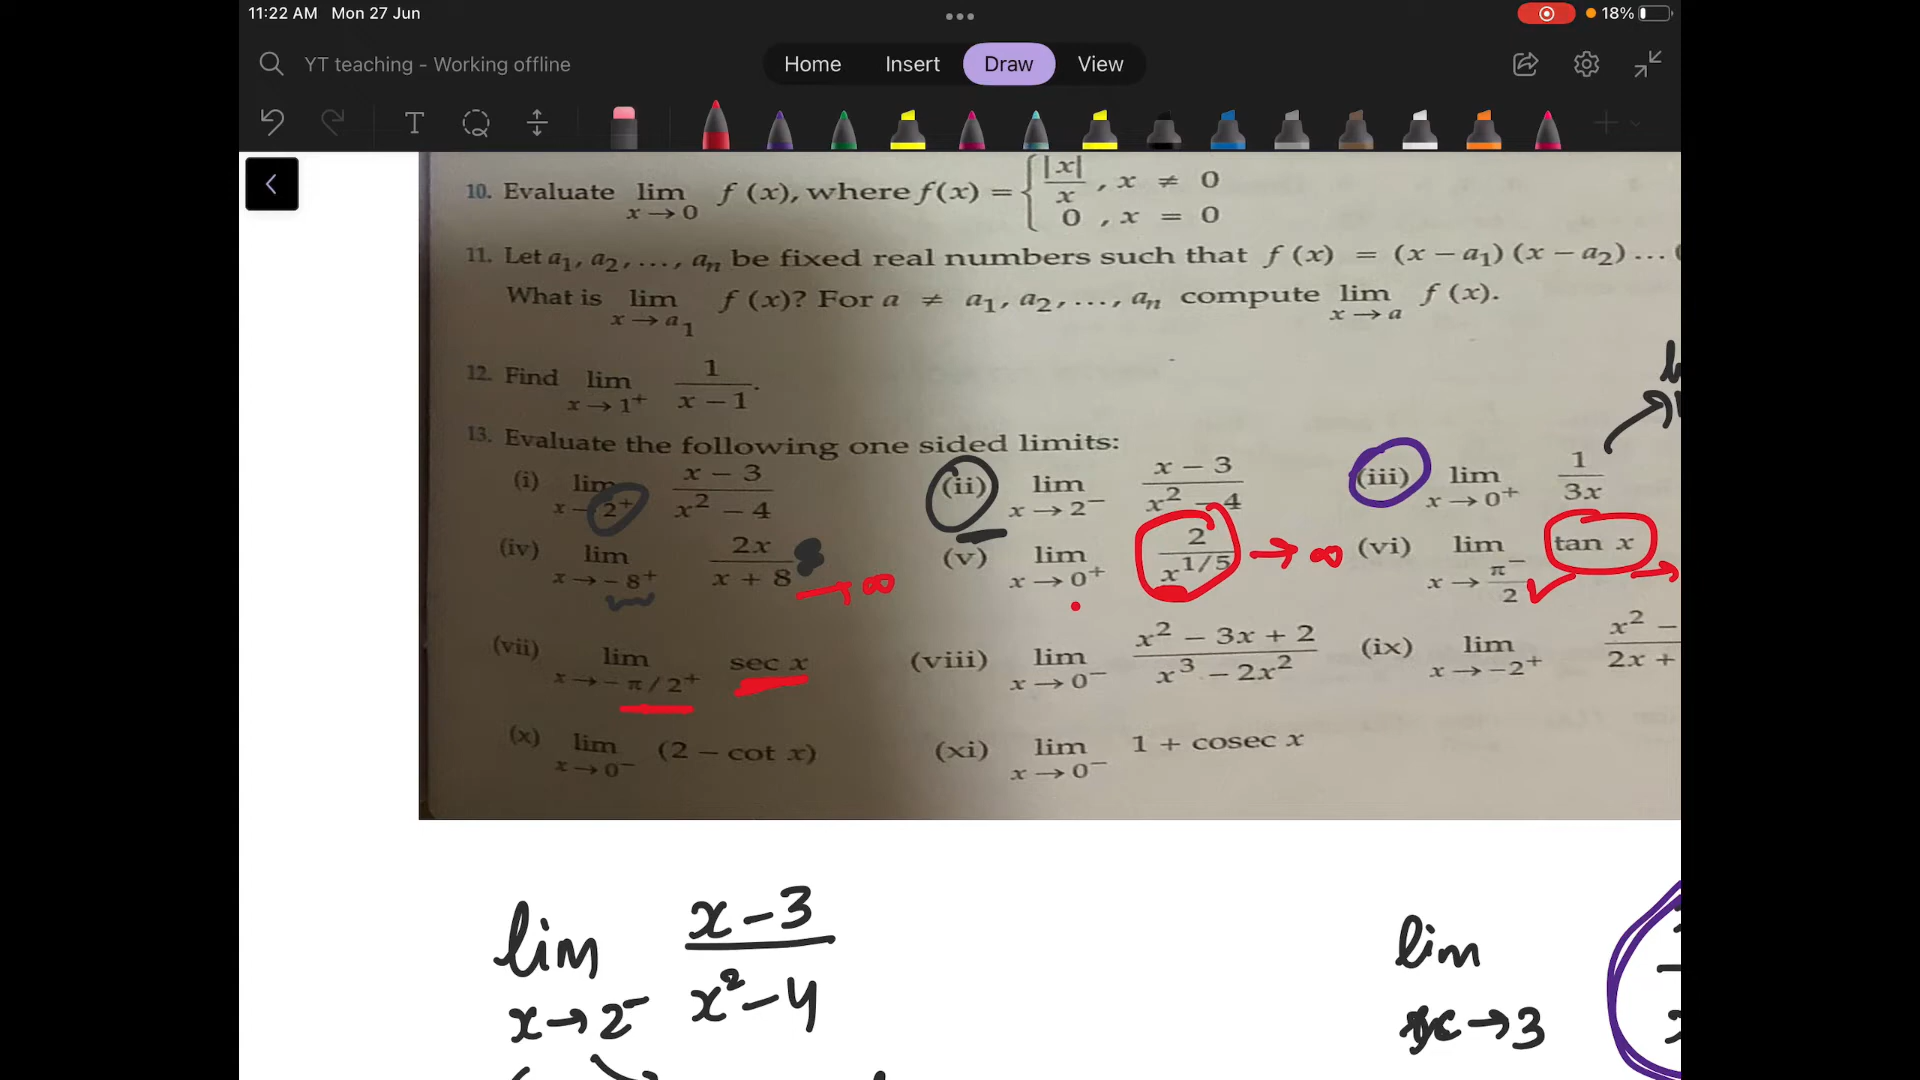 11:22 AM Mon 27 Jun
18%
YT teaching - Working offline
Home Insert Draw View
T
10. Evaluate lim x→0 f (x), where f(x) = { |x|/x , x ≠ 0
0 , x = 0
11. Let a₁, a₂, ..., aₙ be fixed real numbers such that f (x) = (x − a₁) (x − a₂) ...
What is lim x→a₁ f (x)? For a ≠ a₁, a₂, ..., aₙ compute lim x→a f (x).
12. Find lim x→1⁺ 1/(x − 1).
13. Evaluate the following one sided limits:
(i) lim x→2⁺ (x − 3)/(x² − 4) (ii) lim x→2⁻ (x − 3)/(x² − 4) (iii) lim x→0⁺ 1/3x
(iv) lim x→−8⁺ 2x/(x + 8) → ∞ (v) lim x→0⁺ 2/x^1/5 → ∞ (vi) lim x→π⁻/2 tan x →
(vii) lim x→−π/2⁺ sec x (viii) lim x→0⁻ (x² − 3x + 2)/(x³ − 2x²) (ix) lim x→−2⁺ x² − / 2x +
(x) lim x→0⁻ (2 − cot x) (xi) lim x→0⁻ 1 + cosec x
lim x→2⁻ (x−3)/(x²−4) lim x→3